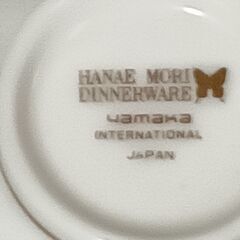 HANAE MORI
DINNERWARE
yamaka
INTERNATIONAL
JAPAN